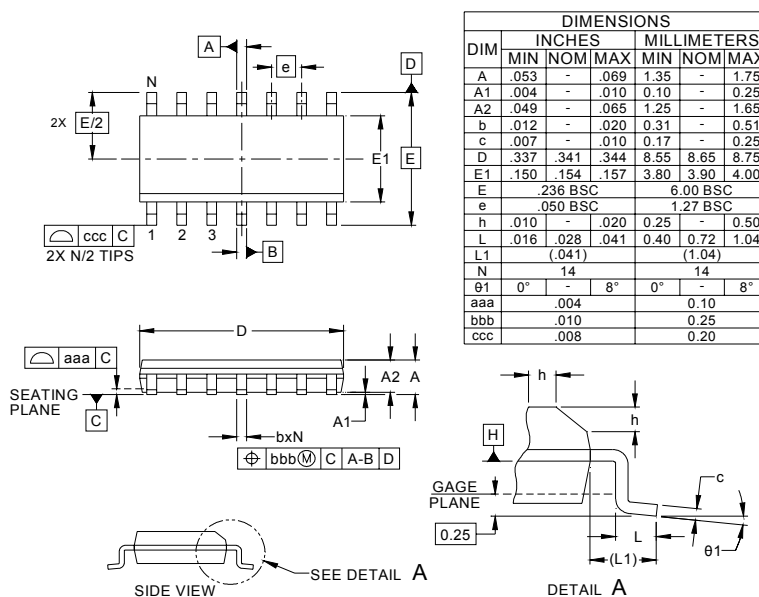 A
e
D
N
2X E/2
E1
E
ccc C
1 2 3
B
2X N/2 TIPS
D
aaa C
A2 A
SEATING
PLANE
C
A1
bxN
bbb M C A-B D
SIDE VIEW
SEE DETAIL A
DIMENSIONS
DIM INCHES MILLIMETERS
MIN NOM MAX MIN NOM MAX
A .053 - .069 1.35 - 1.75
A1 .004 - .010 0.10 - 0.25
A2 .049 - .065 1.25 - 1.65
b .012 - .020 0.31 - 0.51
c .007 - .010 0.17 - 0.25
D .337 .341 .344 8.55 8.65 8.75
E1 .150 .154 .157 3.80 3.90 4.00
E .236 BSC 6.00 BSC
e .050 BSC 1.27 BSC
h .010 - .020 0.25 - 0.50
L .016 .028 .041 0.40 0.72 1.04
L1 (.041) (1.04)
N 14 14
θ1 0° - 8° 0° - 8°
aaa .004 0.10
bbb .010 0.25
ccc .008 0.20
h
h
H
c
GAGE
PLANE
0.25
L
(L1)
θ1
DETAIL A